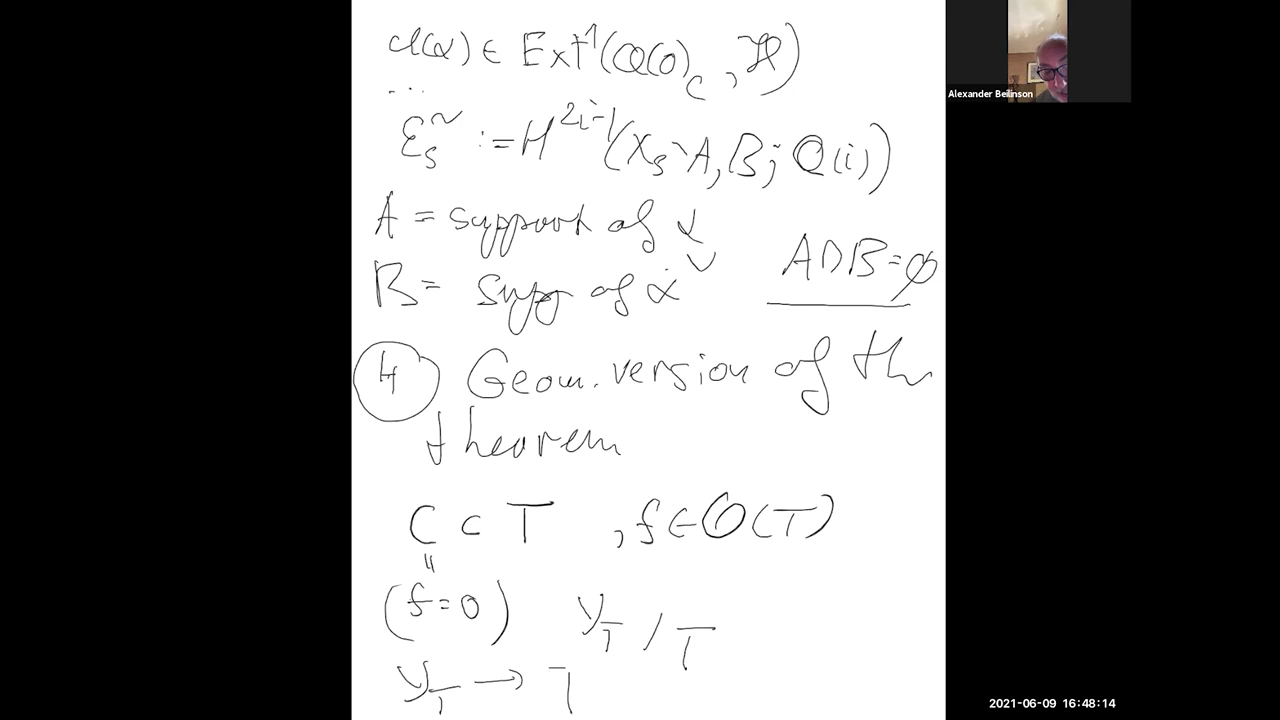 cl(α) ∈ Ext¹(Q(0)_C, )
...
Ɛ_S^~ := H^{2i-1}(X_S∖A, B; Q(i))
A = support of α
B = supp of α^∨
A∩B=∅
④ Geom. version of the
theorem
C ⊂ T , f ∈ O(T)
=
(f=0) Y_T / T
Y_T → T
Alexander Beilinson
2021-06-09 16:48:14